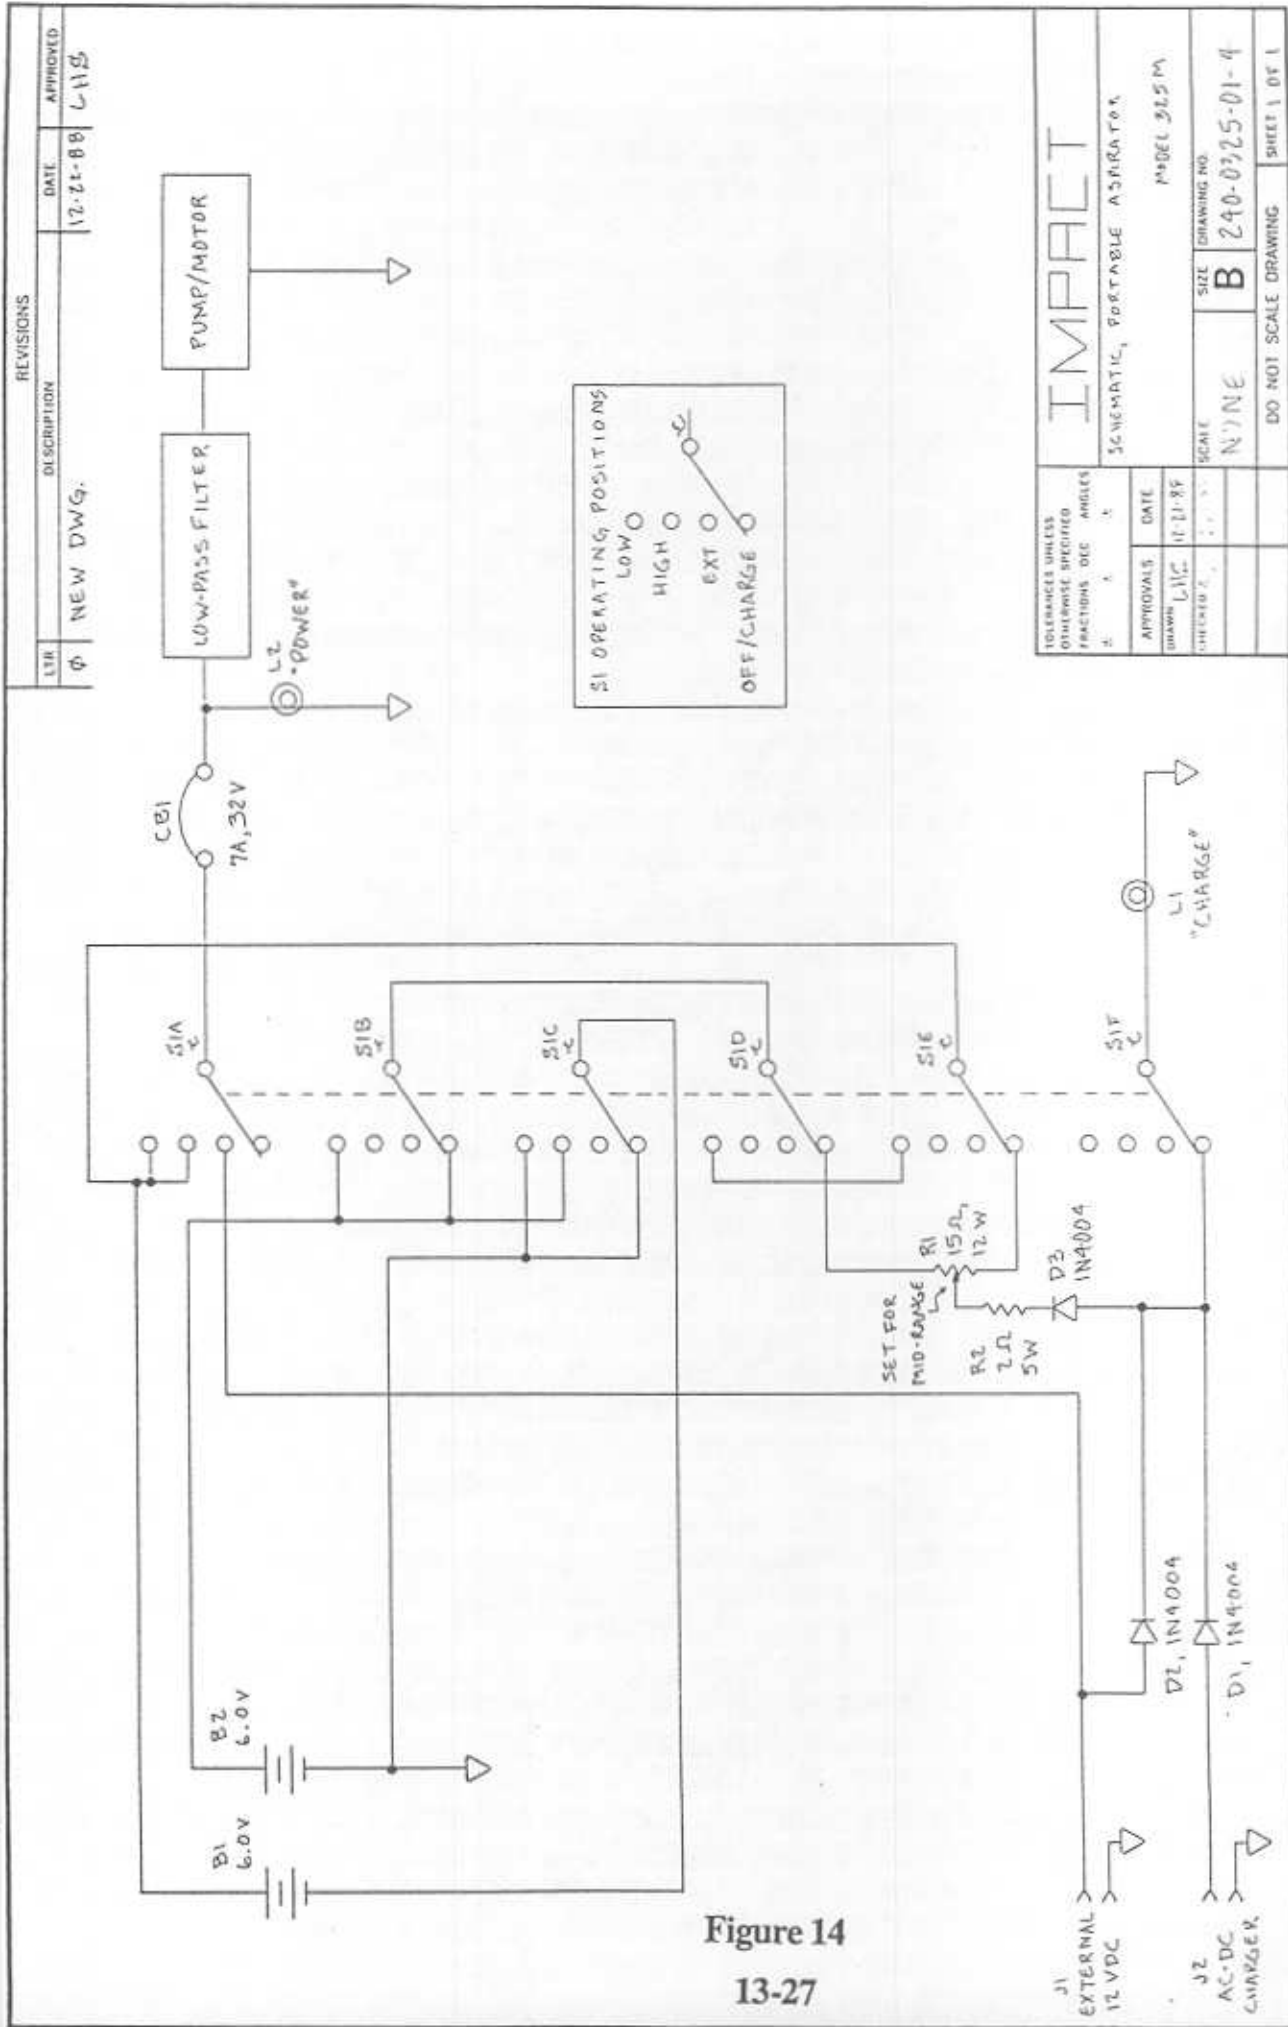 REVISIONS
LTR DESCRIPTION DATE APPROVED
Ø NEW DWG. 12-22-88 LHS
CB1
7A, 32V
LOW-PASS FILTER
PUMP/MOTOR
L2
"POWER"
B1
6.0V
B2
6.0V
S1A
C
S1B
C
S1C
C
S1D
C
S1E
C
S1F
C
S1 OPERATING POSITIONS
LOW
HIGH
EXT
OFF/CHARGE
C
SET FOR
MID-RANGE
R1
15Ω,
12W
R2
2Ω
5W
D3
1N4004
L1
"CHARGE"
J1
EXTERNAL
12VDC
D2, 1N4004
D1, 1N4004
J2
AC-DC
CHARGER
TOLERANCES UNLESS
OTHERWISE SPECIFIED
FRACTIONS DEC ANGLES
± ± ±
APPROVALS DATE
DRAWN LHS
CHECKED
IMPACT
SCHEMATIC, PORTABLE ASPIRATOR
MODEL 325M
SCALE
NONE
SIZE
B
DRAWING NO.
240-0325-01-4
DO NOT SCALE DRAWING
SHEET 1 OF 1
Figure 14
13-27